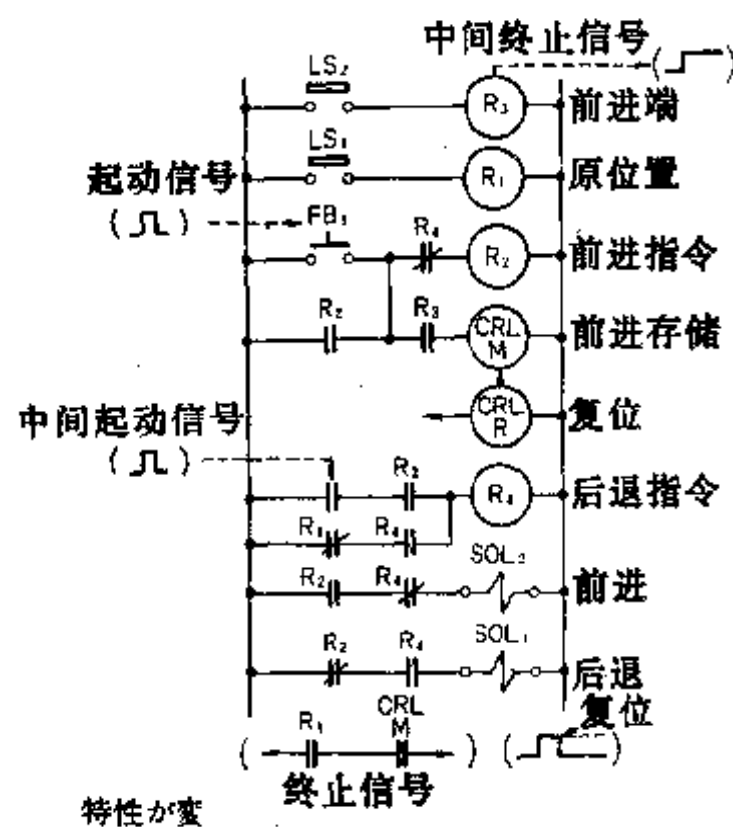 中间终止信号
LS₂
R₃
前进端
LS₁
R₁
原位置
起动信号
PB₁
R₄
R₂
前进指令
R₂
R₃
CRL
M
前进存储
CRL
R
复位
中间起动信号
R₄
后退指令
R₁
R₄
R₂
R₄
SOL₂
前进
R₂
R₄
SOL₁
后退
复位
R₁
CRL
M
终止信号
特性が変